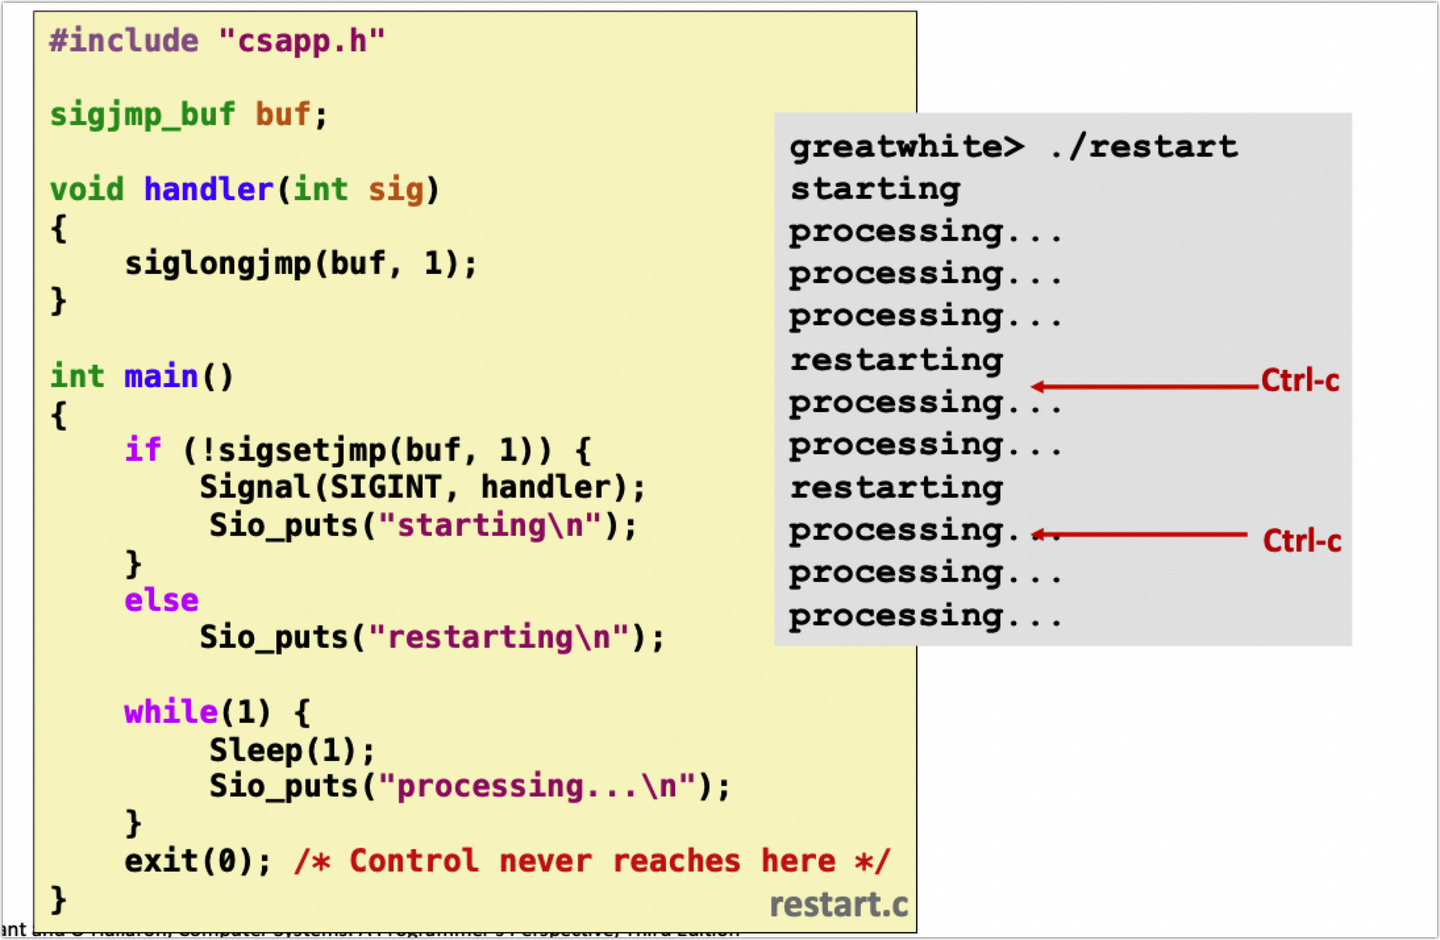 #include "csapp.h"
sigjmp_buf buf;
void handler(int sig)
{
siglongjmp(buf, 1);
}
int main()
{
if (!sigsetjmp(buf, 1)) {
Signal(SIGINT, handler);
Sio_puts("starting\n");
}
else
Sio_puts("restarting\n");
while(1) {
Sleep(1);
Sio_puts("processing...\n");
}
exit(0); /* Control never reaches here */
}
restart.c
greatwhite> ./restart
starting
processing...
processing...
processing...
restarting
Ctrl-c
processing...
processing...
restarting
processing...
Ctrl-c
processing...
processing...